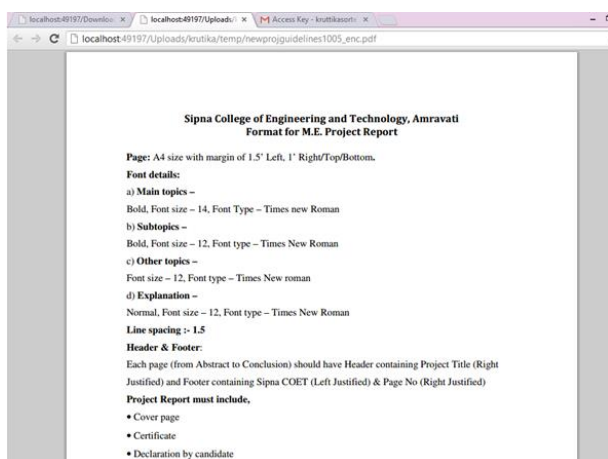 localhost:49197/Downloa
localhost:49197/Uploads/
Access Key - kruttikasorte
localhost:49197/Uploads/krutika/temp/newprojguidelines1005_enc.pdf
Sipna College of Engineering and Technology, Amravati
Format for M.E. Project Report
Page: A4 size with margin of 1.5' Left, 1' Right/Top/Bottom.
Font details:
a) Main topics –
Bold, Font size – 14, Font Type – Times new Roman
b) Subtopics –
Bold, Font size – 12, Font type – Times New Roman
c) Other topics –
Font size – 12, Font type – Times New roman
d) Explanation –
Normal, Font size – 12, Font type – Times New Roman
Line spacing :- 1.5
Header & Footer:
Each page (from Abstract to Conclusion) should have Header containing Project Title (Right
Justified) and Footer containing Sipna COET (Left Justified) & Page No (Right Justified)
Project Report must include,
• Cover page
• Certificate
• Declaration by candidate